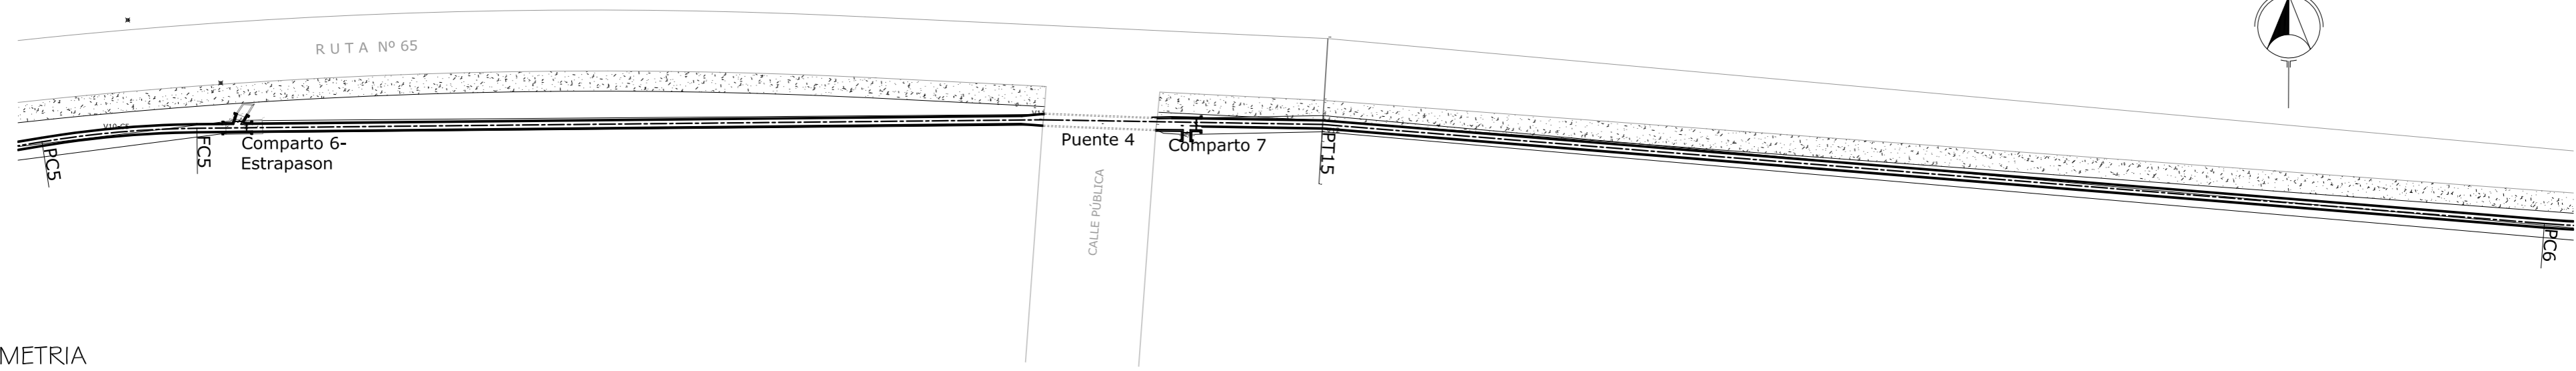 RUTA Nº 65
PC5
FC5
Comparto 6-
Estrapason
Puente 4
Comparto 7
CALLE PÚBLICA
PT15
PC6
METRIA